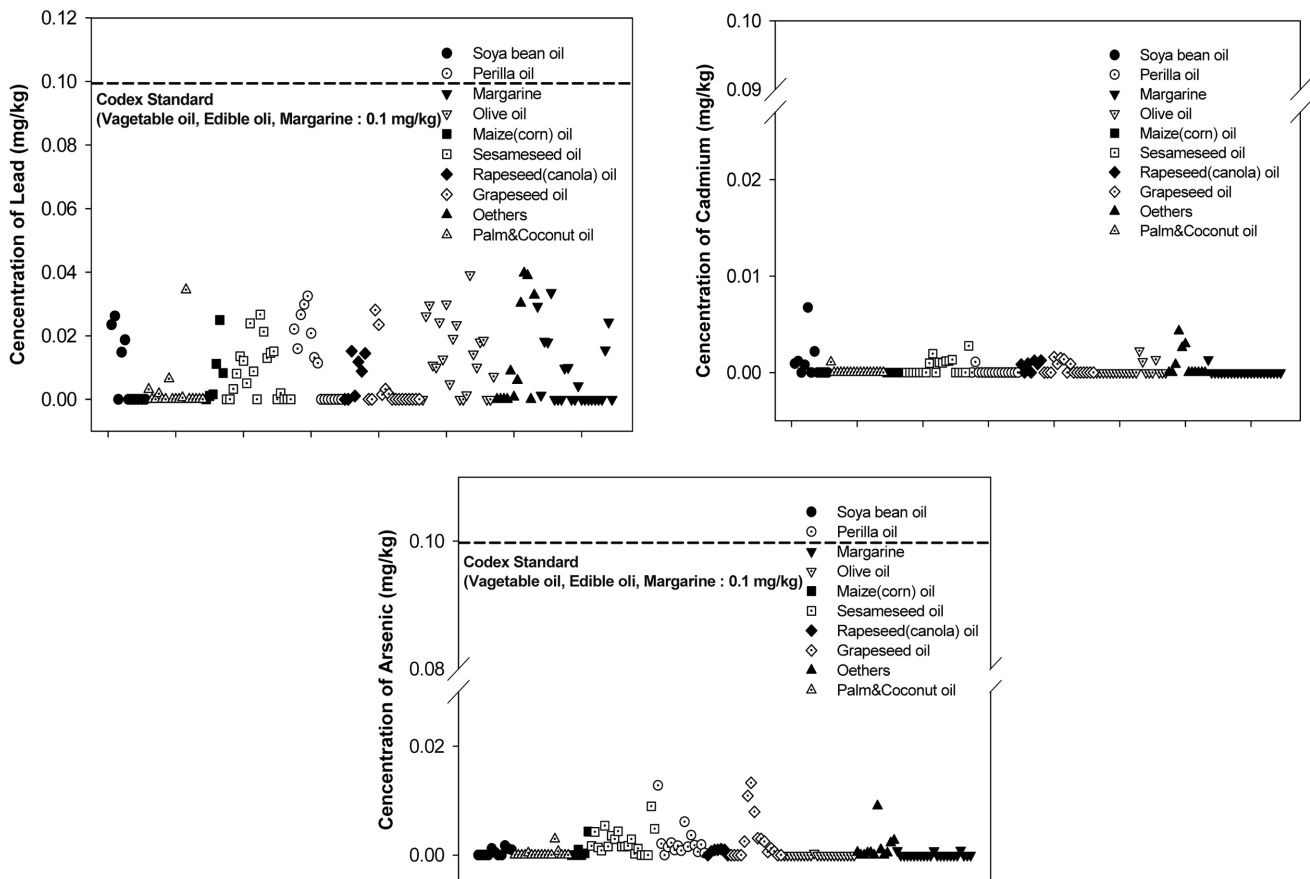 Cencentration of Lead (mg/kg)
0.12
0.10
0.08
0.06
0.04
0.02
0.00
Soya bean oil
Perilla oil
Margarine
Olive oil
Maize(corn) oil
Sesameseed oil
Rapeseed(canola) oil
Grapeseed oil
Oethers
Palm&Coconut oil
Codex Standard
(Vagetable oil, Edible oli, Margarine : 0.1 mg/kg)
Cencentration of Cadmium (mg/kg)
0.10
0.09
0.02
0.01
0.00
Soya bean oil
Perilla oil
Margarine
Olive oil
Maize(corn) oil
Sesameseed oil
Rapeseed(canola) oil
Grapeseed oil
Oethers
Palm&Coconut oil
Cencentration of Arsenic (mg/kg)
0.10
0.08
0.02
0.00
Soya bean oil
Perilla oil
Margarine
Olive oil
Maize(corn) oil
Sesameseed oil
Rapeseed(canola) oil
Grapeseed oil
Oethers
Palm&Coconut oil
Codex Standard
(Vagetable oil, Edible oli, Margarine : 0.1 mg/kg)